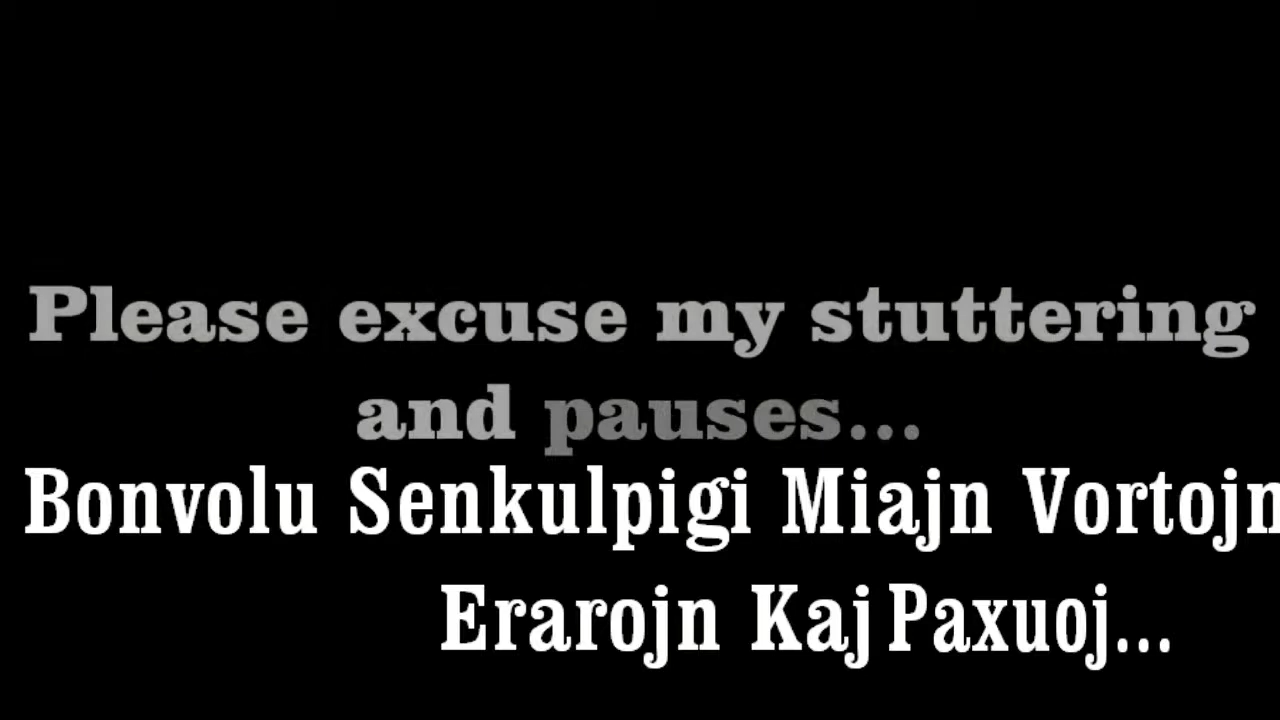 Please excuse my stuttering
and pauses...
Bonvolu Senkulpigi Miajn Vortojn
Erarojn Kaj Paxuoj...